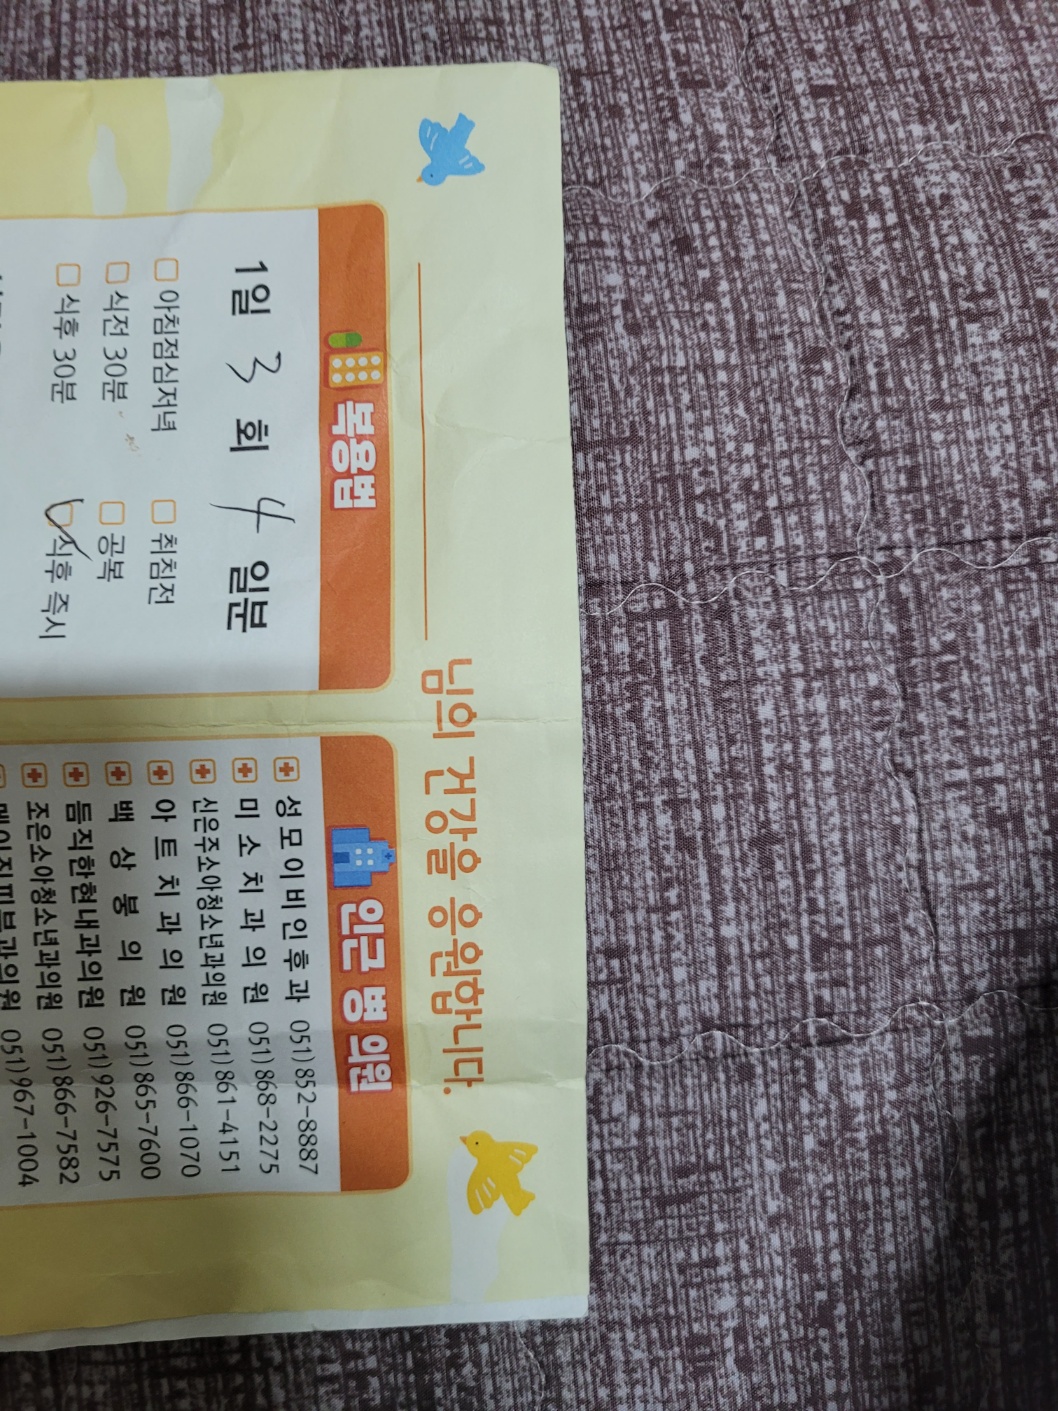 님의 건강을 응원합니다.
복용법
1일 3 회 4 일분
아침점심저녁 취침전
식전 30분 공복
식후 30분 식후 즉시
인근 병의원
성모이비인후과 051)852-8887
미소치과의원 051)868-2275
신은주소아청소년과의원 051)861-4151
아트치과의원 051)866-1070
백상봉의원 051)865-7600
듬직한현내과의원 051)926-7575
조은소아청소년과의원 051)866-7582
051)967-1004